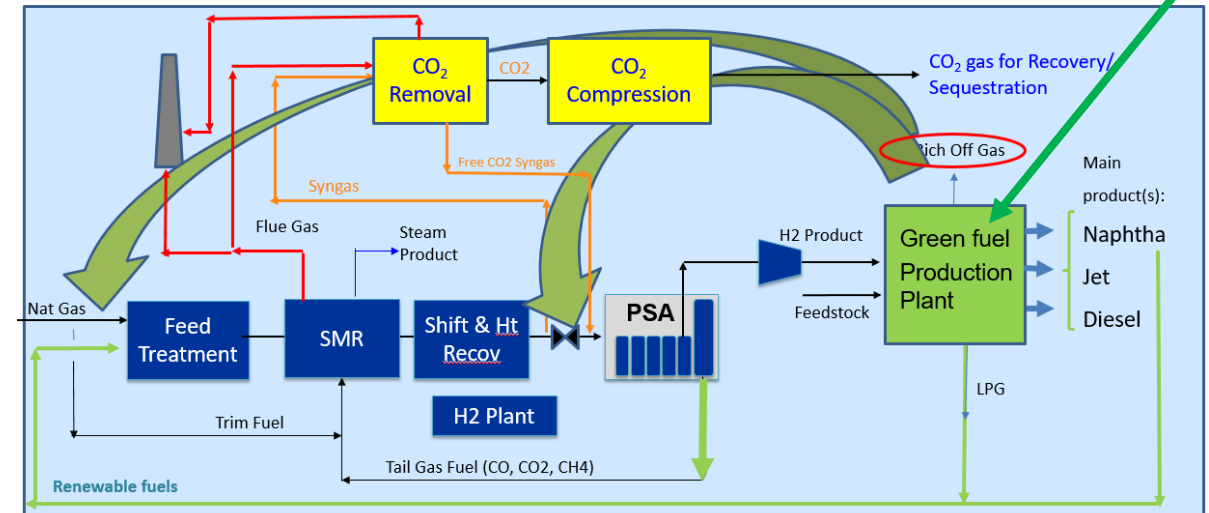 CO2
Removal
CO2
CO2
Compression
CO2 gas for Recovery/
Sequestration
Rich Off Gas
Free CO2 Syngas
Syngas
Flue Gas
Steam
Product
Main
product(s):
Naphtha
Jet
Diesel
H2 Product
Feedstock
Green fuel
Production
Plant
Nat Gas
Feed
Treatment
SMR
Shift & Ht
Recov
PSA
H2 Plant
LPG
Trim Fuel
Tail Gas Fuel (CO, CO2, CH4)
Renewable fuels